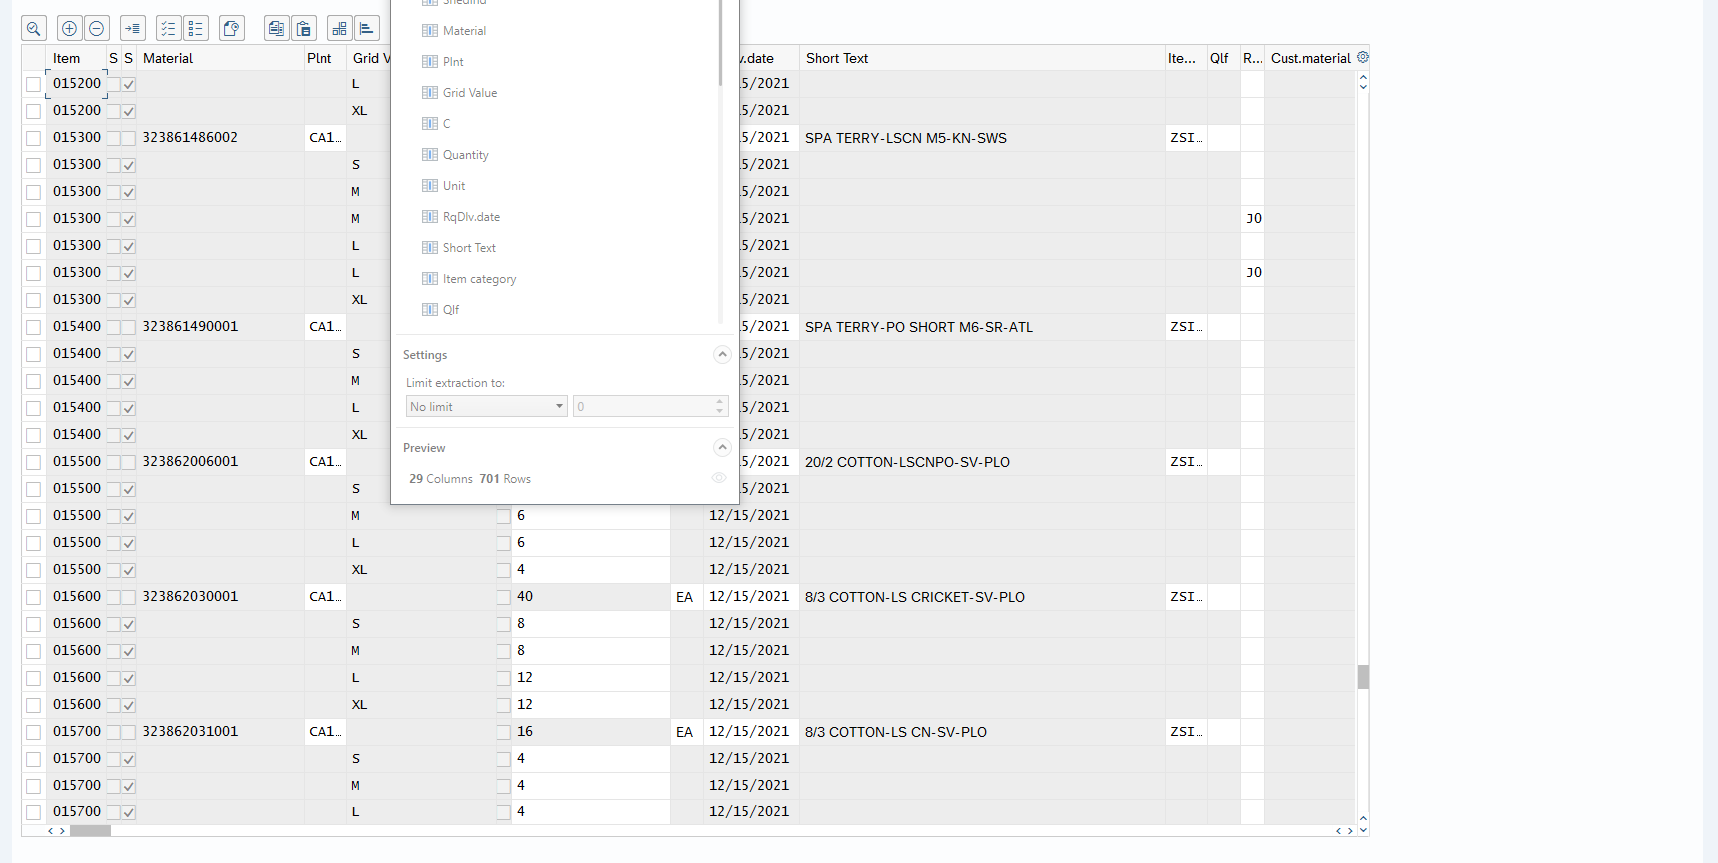 Item S S Material Plnt Grid V .date Short Text Ite... Qlf R... Cust.material
015200 L 5/2021
015200 XL 5/2021
015300 323861486002 CA1… 5/2021 SPA TERRY-LSCN M5-KN-SWS ZSI…
015300 S 5/2021
015300 M 5/2021
015300 M 5/2021 J0
015300 L 5/2021
015300 L 5/2021 J0
015300 XL 5/2021
015400 323861490001 CA1… 5/2021 SPA TERRY-PO SHORT M6-SR-ATL ZSI…
015400 S 5/2021
015400 M 5/2021
015400 L 5/2021
015400 XL 5/2021
015500 323862006001 CA1… 5/2021 20/2 COTTON-LSCNPO-SV-PLO ZSI…
015500 S 5/2021
015500 M 6 12/15/2021
015500 L 6 12/15/2021
015500 XL 4 12/15/2021
015600 323862030001 CA1… 40 EA 12/15/2021 8/3 COTTON-LS CRICKET-SV-PLO ZSI…
015600 S 8 12/15/2021
015600 M 8 12/15/2021
015600 L 12 12/15/2021
015600 XL 12 12/15/2021
015700 323862031001 CA1… 16 EA 12/15/2021 8/3 COTTON-LS CN-SV-PLO ZSI…
015700 S 4 12/15/2021
015700 M 4 12/15/2021
015700 L 4 12/15/2021
Material
Plnt
Grid Value
C
Quantity
Unit
RqDlv.date
Short Text
Item category
Qlf
Settings
Limit extraction to:
No limit 0
Preview
29 Columns 701 Rows